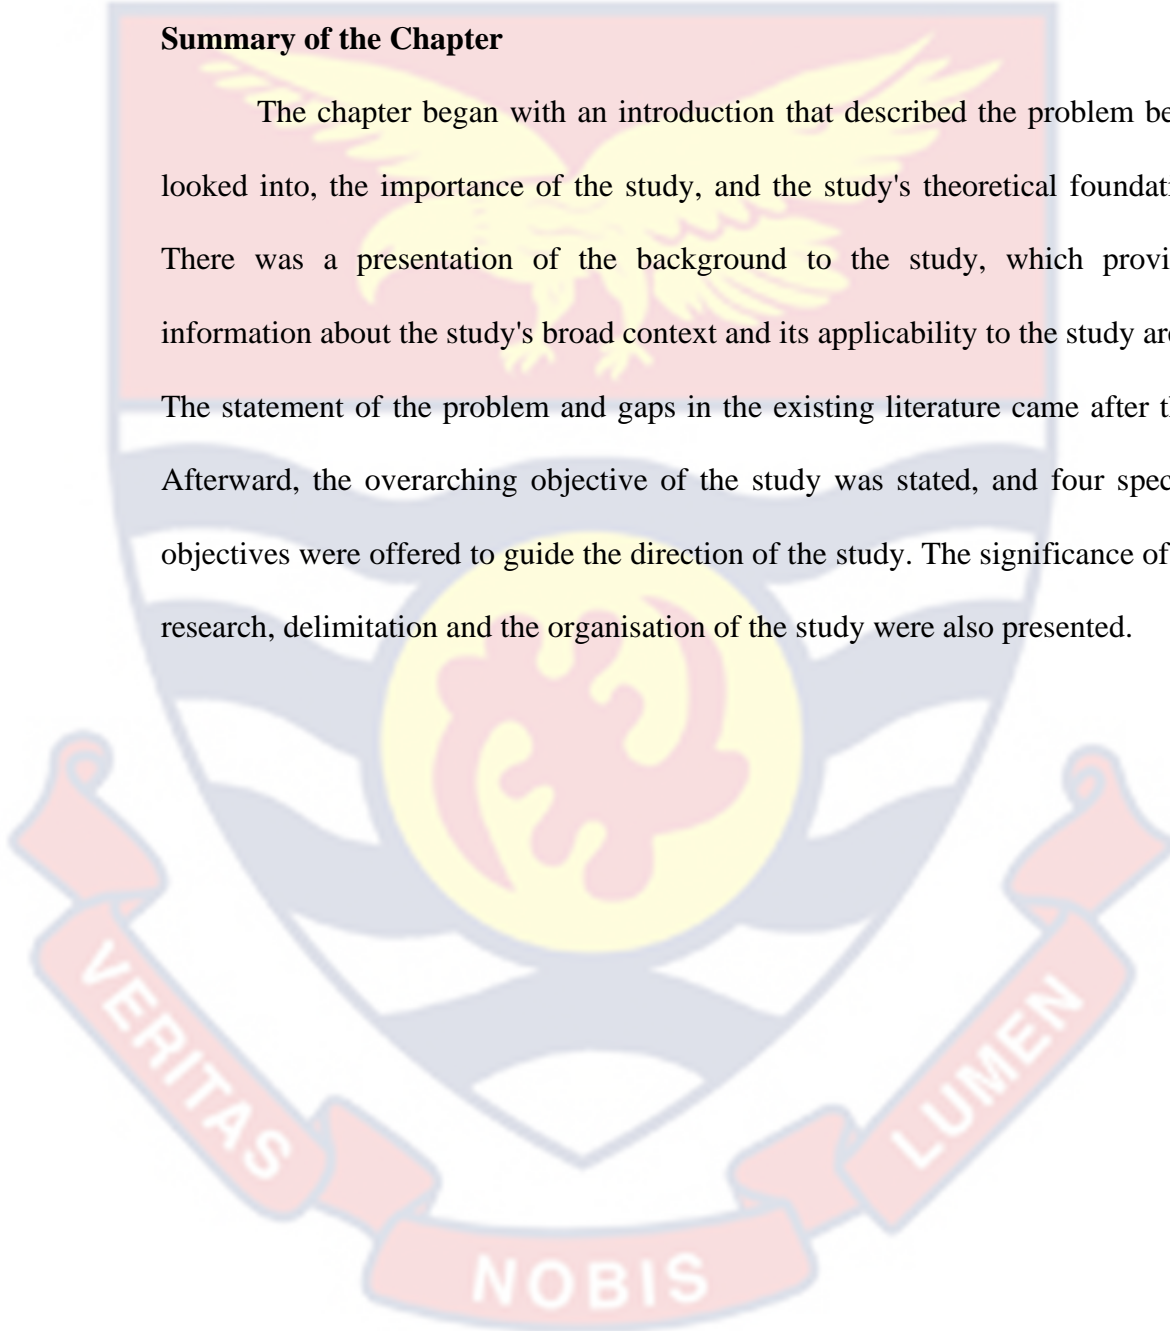 Summary of the Chapter
The chapter began with an introduction that described the problem be
looked into, the importance of the study, and the study's theoretical foundati
There was a presentation of the background to the study, which provi
information about the study's broad context and its applicability to the study are
The statement of the problem and gaps in the existing literature came after t
Afterward, the overarching objective of the study was stated, and four spec
objectives were offered to guide the direction of the study. The significance of
research, delimitation and the organisation of the study were also presented.
VERITAS
NOBIS
LUMEN